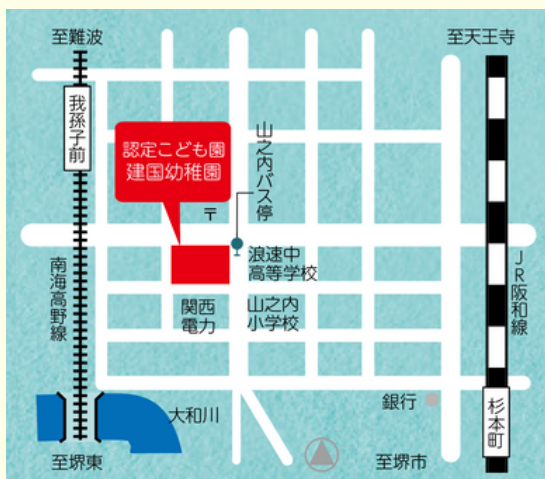 至難波
至天王寺
我孫子前
認定こども園
建国幼稚園
山之内バス停
〒
浪速中
高等学校
南海高野線
JR阪和線
関西
電力
山之内
小学校
大和川
銀行
杉本町
至堺東
至堺市